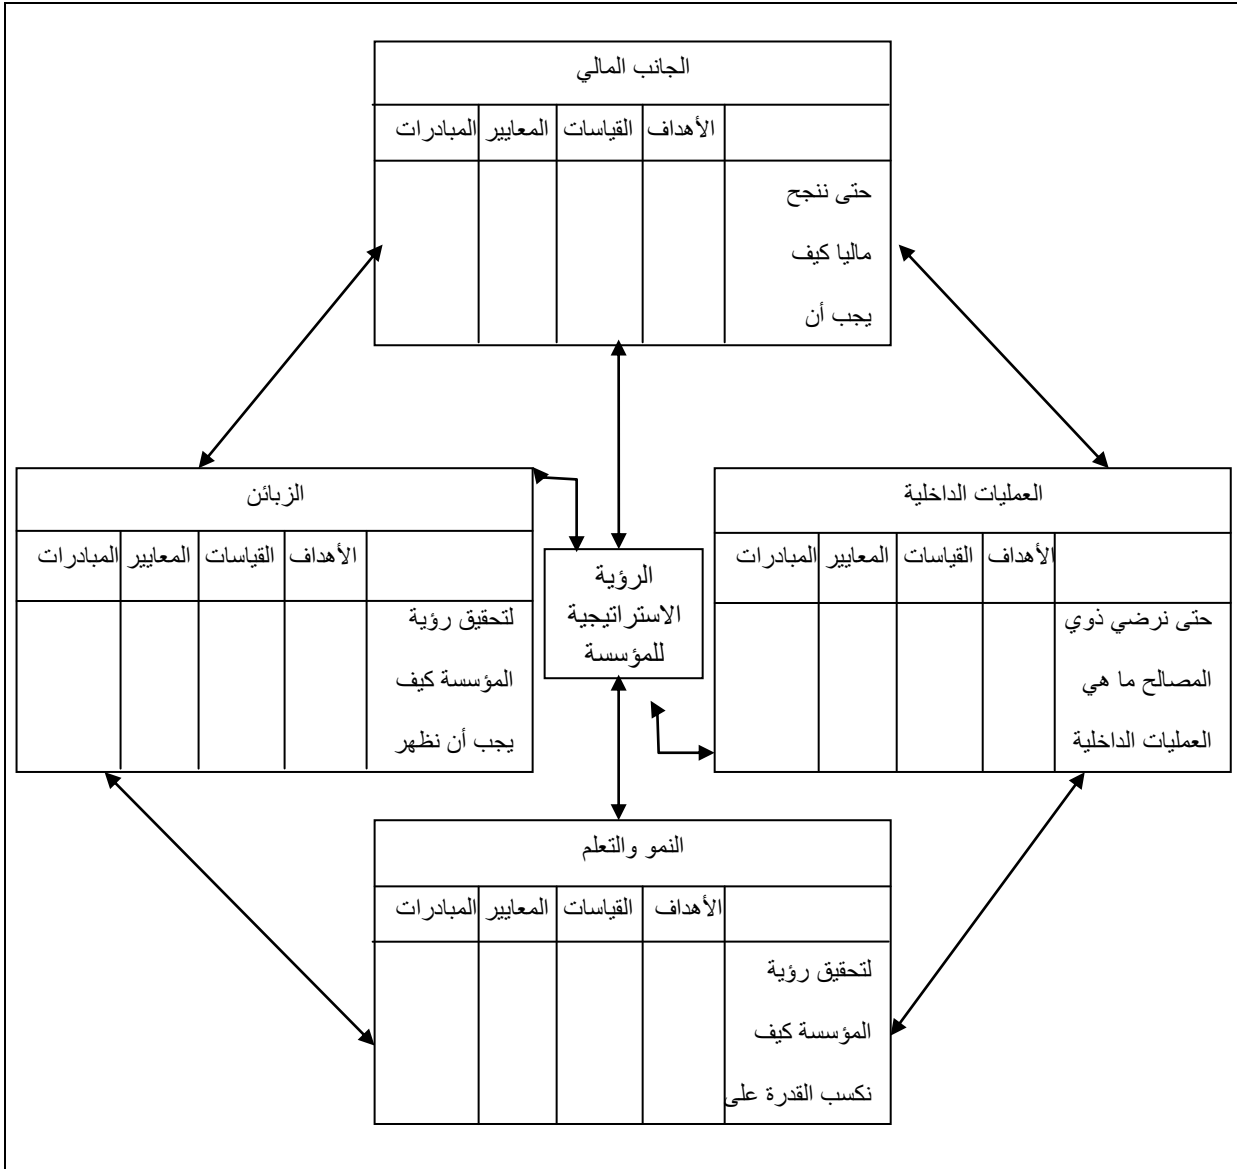 الجانب المالي
الأهداف القياسات المعايير المبادرات
حتى ننجح
ماليا كيف
يجب أن
العمليات الداخلية
الأهداف القياسات المعايير المبادرات
حتى نرضي ذوي
المصالح ما هي
العمليات الداخلية
الرؤية
الاستراتيجية
للمؤسسة
الزبائن
الأهداف القياسات المعايير المبادرات
لتحقيق رؤية
المؤسسة كيف
يجب أن نظهر
النمو والتعلم
الأهداف القياسات المعايير المبادرات
لتحقيق رؤية
المؤسسة كيف
نكسب القدرة على